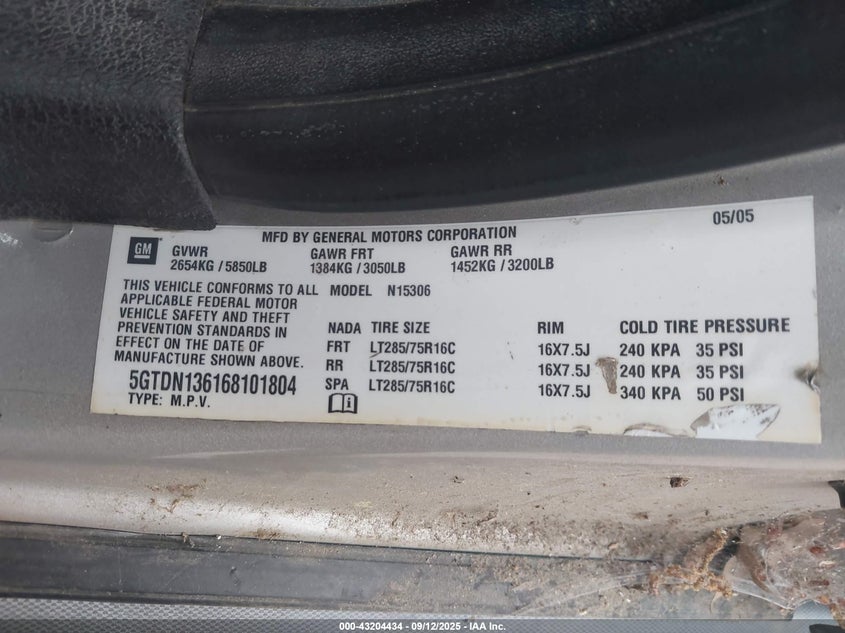 05/05
MFD BY GENERAL MOTORS CORPORATION
GM
GVWR GAWR FRT GAWR RR
2654KG / 5850LB 1384KG / 3050LB 1452KG / 3200LB
THIS VEHICLE CONFORMS TO ALL
APPLICABLE FEDERAL MOTOR
VEHICLE SAFETY AND THEFT
PREVENTION STANDARDS IN
EFFECT ON THE DATE OF
MANUFACTURE SHOWN ABOVE.
5GTDN136168101804
TYPE: M.P.V.
MODEL N15306
NADA TIRE SIZE RIM COLD TIRE PRESSURE
FRT LT285/75R16C 16X7.5J 240 KPA 35 PSI
RR LT285/75R16C 16X7.5J 240 KPA 35 PSI
SPA LT285/75R16C 16X7.5J 340 KPA 50 PSI
000-43204434 - 09/12/2025 - IAA Inc.